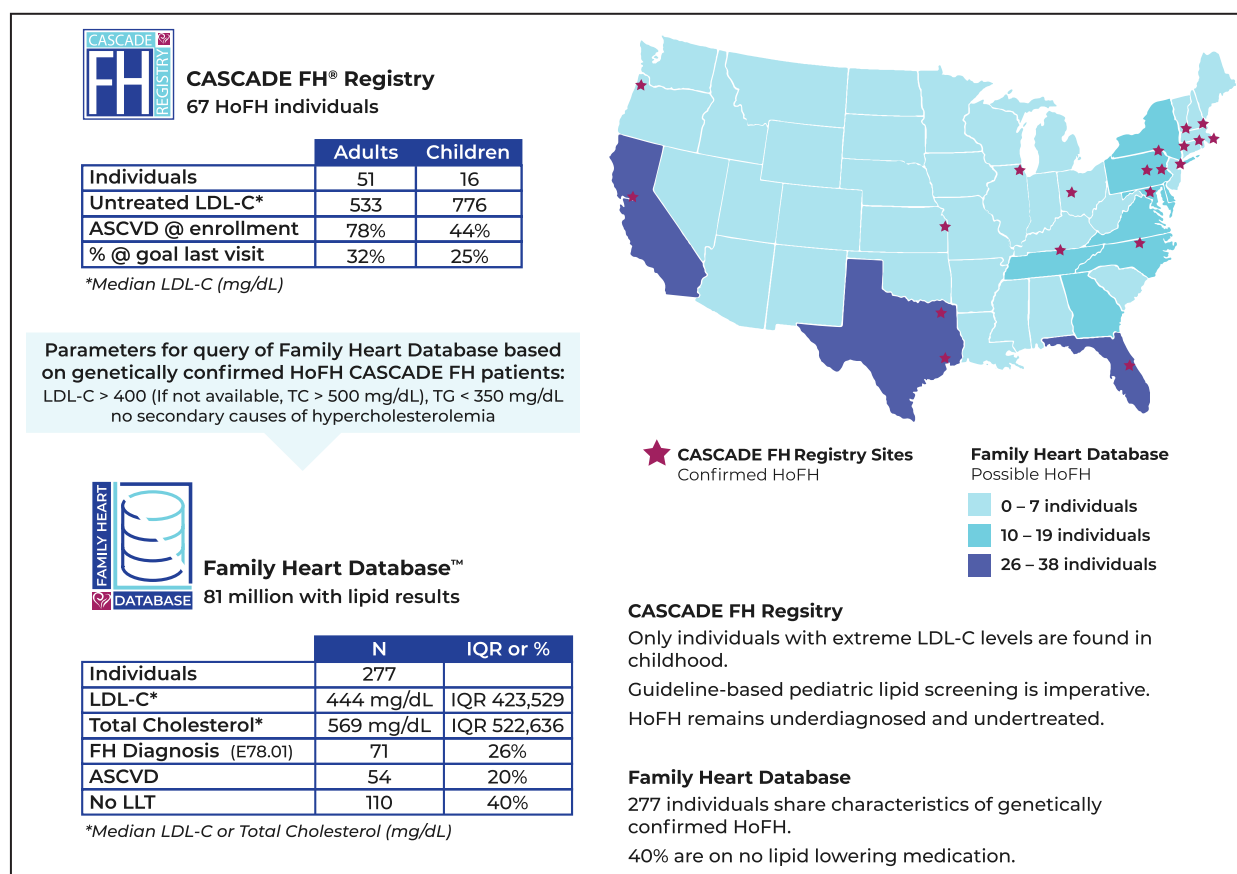 CASCADE
FH
REGISTRY
CASCADE FH® Registry
67 HoFH individuals
Adults Children
Individuals 51 16
Untreated LDL-C* 533 776
ASCVD @ enrollment 78% 44%
% @ goal last visit 32% 25%
*Median LDL-C (mg/dL)
Parameters for query of Family Heart Database based
on genetically confirmed HoFH CASCADE FH patients:
LDL-C > 400 (If not available, TC > 500 mg/dL), TG < 350 mg/dL
no secondary causes of hypercholesterolemia
FAMILY HEART
DATABASE
Family Heart Database™
81 million with lipid results
N IQR or %
Individuals 277
LDL-C* 444 mg/dL IQR 423,529
Total Cholesterol* 569 mg/dL IQR 522,636
FH Diagnosis (E78.01) 71 26%
ASCVD 54 20%
No LLT 110 40%
*Median LDL-C or Total Cholesterol (mg/dL)
CASCADE FH Registry Sites
Confirmed HoFH
Family Heart Database
Possible HoFH
0 – 7 individuals
10 – 19 individuals
26 – 38 individuals
CASCADE FH Regsitry
Only individuals with extreme LDL-C levels are found in
childhood.
Guideline-based pediatric lipid screening is imperative.
HoFH remains underdiagnosed and undertreated.
Family Heart Database
277 individuals share characteristics of genetically
confirmed HoFH.
40% are on no lipid lowering medication.